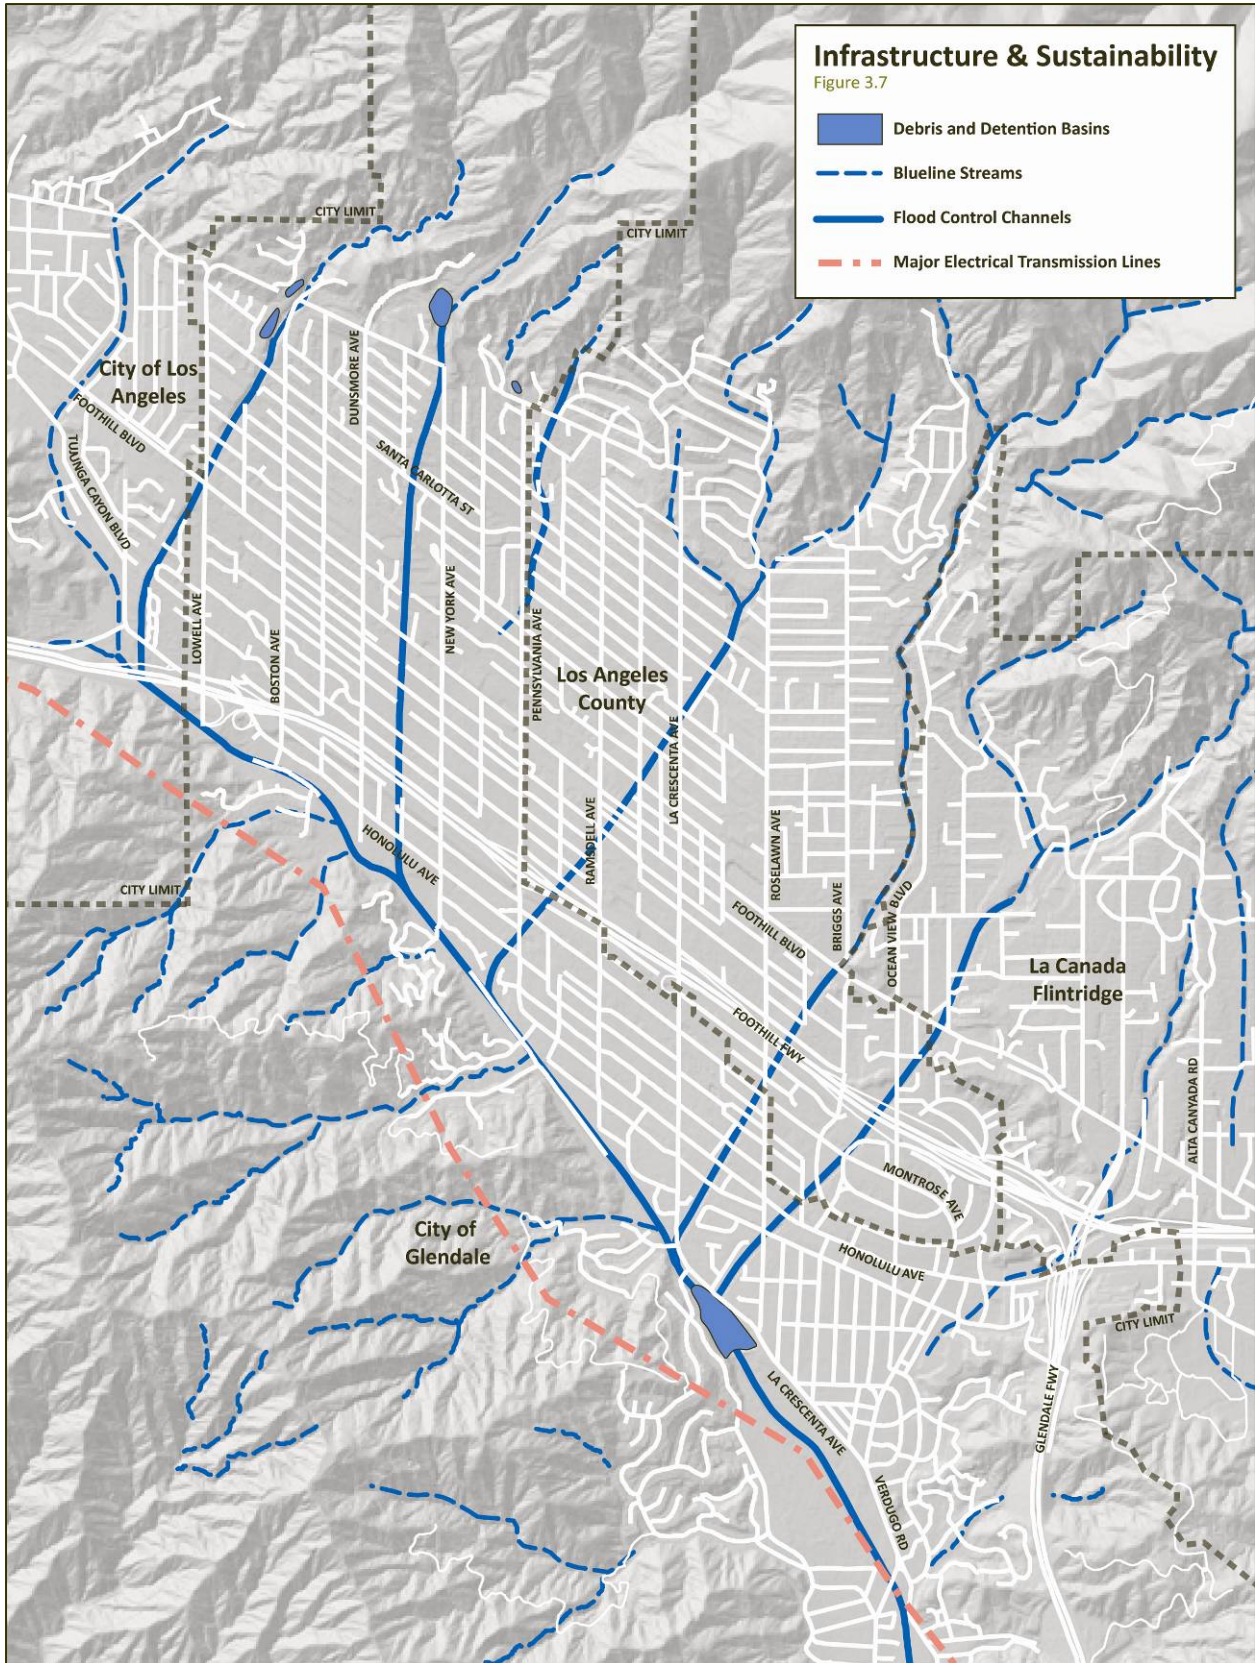 Infrastructure & Sustainability
Figure 3.7
Debris and Detention Basins
Blueline Streams
Flood Control Channels
Major Electrical Transmission Lines
CITY LIMIT
CITY LIMIT
City of Los
Angeles
FOOTHILL BLVD
TUJUNGA CAYON BLVD
DUNSMORE AVE
SANTA CARLOTTA ST
LOWELL AVE
BOSTON AVE
NEW YORK AVE
PENNSYLVANIA AVE
Los Angeles
County
LA CRESCENTA AVE
RAMSDELL AVE
HONOLULU AVE
ROSELAWN AVE
BRIGGS AVE
OCEAN VIEW BLVD
FOOTHILL BLVD
CITY LIMIT
La Canada
Flintridge
FOOTHILL FWY
ALTA CANYADA RD
MONTROSE AVE
City of
Glendale
HONOLULU AVE
CITY LIMIT
GLENDALE FWY
LA CRESCENTA AVE
VERDUGO RD